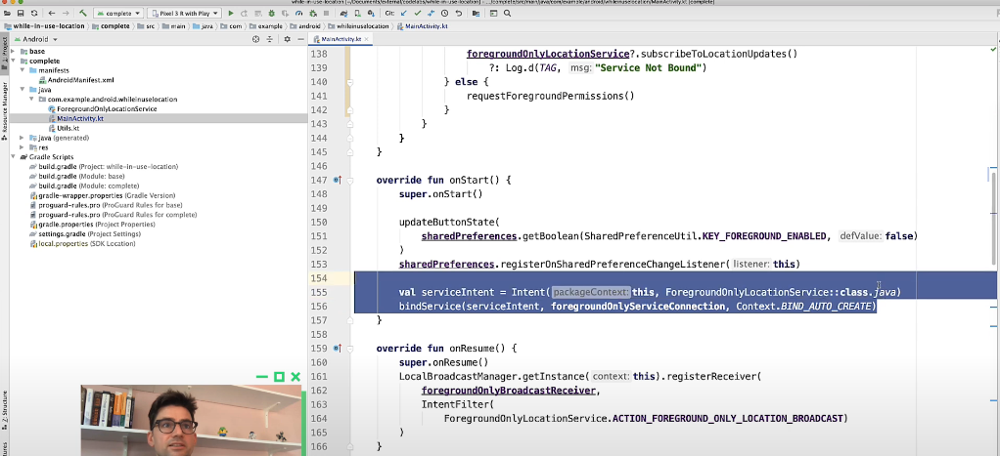 while-in-use-location [~/Documents/external/codelabs/while-in-use-location] - .../complete/src/main/java/com/example/android/whileinuselocation/MainActivity.kt [complete]
complete
Pixel 3 R with Play
Git:
while-in-use-location
complete
src
main
java
com
example
android
whileinuselocation
MainActivity.kt
Android
MainActivity.kt
1: Project
Resource Manager
Z: Structure
base
complete
manifests
AndroidManifest.xml
java
com.example.android.whileinuselocation
ForegroundOnlyLocationService
MainActivity.kt
Utils.kt
java (generated)
res
Gradle Scripts
build.gradle (Project: while-in-use-location)
build.gradle (Module: base)
build.gradle (Module: complete)
gradle-wrapper.properties (Gradle Version)
proguard-rules.pro (ProGuard Rules for base)
proguard-rules.pro (ProGuard Rules for complete)
gradle.properties (Project Properties)
settings.gradle (Project Settings)
local.properties (SDK Location)
138 foregroundOnlyLocationService?.subscribeToLocationUpdates()
139 ?: Log.d(TAG, msg: "Service Not Bound")
140 } else {
141 requestForegroundPermissions()
142 }
143 }
144 }
145 }
146
147 override fun onStart() {
148 super.onStart()
149
150 updateButtonState(
151 sharedPreferences.getBoolean(SharedPreferenceUtil.KEY_FOREGROUND_ENABLED, defValue: false)
152 )
153 sharedPreferences.registerOnSharedPreferenceChangeListener( listener: this)
154
155 val serviceIntent = Intent( packageContext: this, ForegroundOnlyLocationService::class.java)
156 bindService(serviceIntent, foregroundOnlyServiceConnection, Context.BIND_AUTO_CREATE)
157 }
158
159 override fun onResume() {
160 super.onResume()
161 LocalBroadcastManager.getInstance( context: this).registerReceiver(
162 foregroundOnlyBroadcastReceiver,
163 IntentFilter(
164 ForegroundOnlyLocationService.ACTION_FOREGROUND_ONLY_LOCATION_BROADCAST)
165 )
166 }